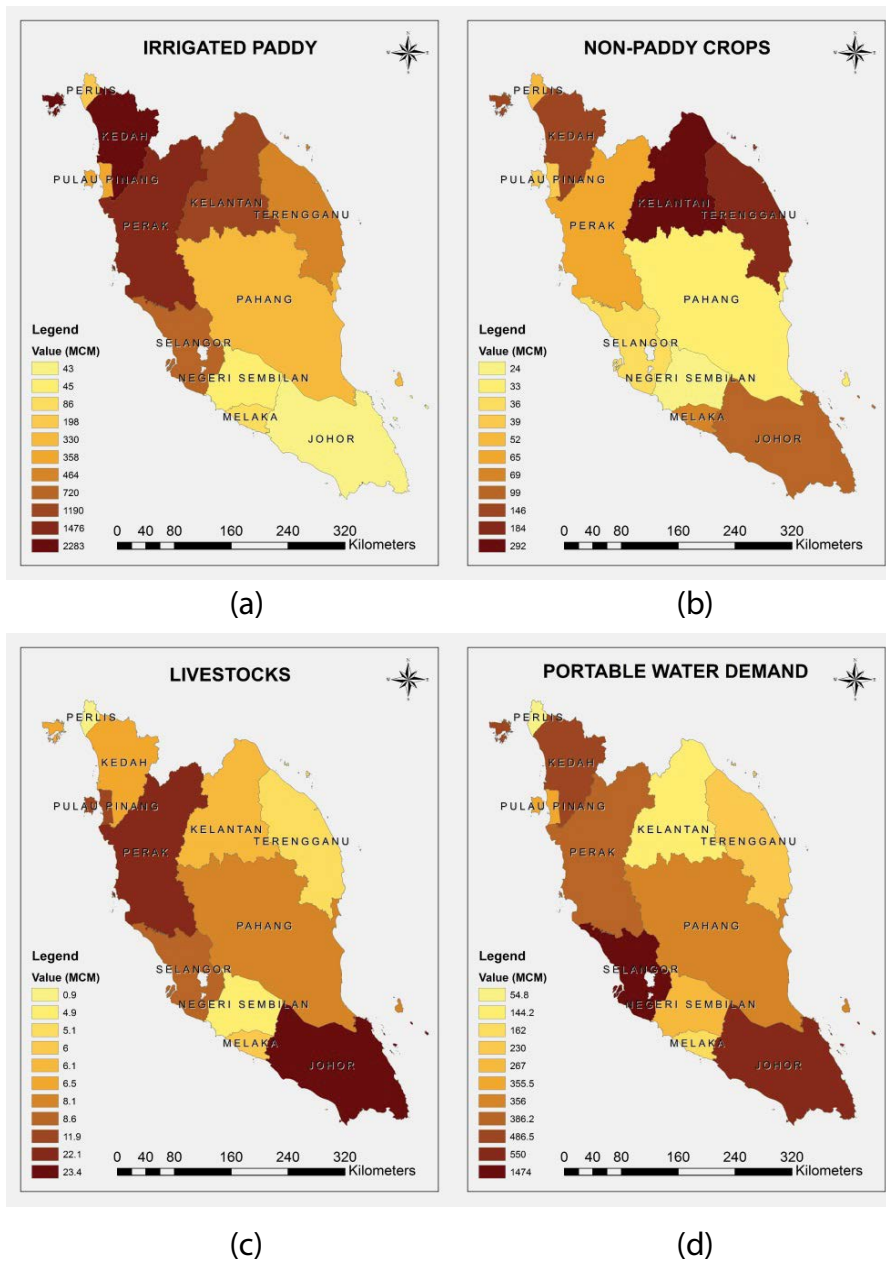 IRRIGATED PADDY
PERLIS
KEDAH
PULAU PINANG
KELANTAN
TERENGGANU
PERAK
PAHANG
SELANGOR
NEGERI SEMBILAN
MELAKA
JOHOR
Legend
Value (MCM)
43
45
86
198
330
358
464
720
1190
1476
2283
0 40 80 160 240 320
Kilometers
(a)
NON-PADDY CROPS
PERLIS
KEDAH
PULAU PINANG
KELANTAN
TERENGGANU
PERAK
PAHANG
SELANGOR
NEGERI SEMBILAN
MELAKA
JOHOR
Legend
Value (MCM)
24
33
36
39
52
65
69
99
146
184
292
0 40 80 160 240 320
Kilometers
(b)
LIVESTOCKS
PERLIS
KEDAH
PULAU PINANG
KELANTAN
TERENGGANU
PERAK
PAHANG
SELANGOR
NEGERI SEMBILAN
MELAKA
JOHOR
Legend
Value (MCM)
0.9
4.9
5.1
6
6.1
6.5
8.1
8.6
11.9
22.1
23.4
0 40 80 160 240 320
Kilometers
(c)
PORTABLE WATER DEMAND
PERLIS
KEDAH
PULAU PINANG
KELANTAN
TERENGGANU
PERAK
PAHANG
SELANGOR
NEGERI SEMBILAN
MELAKA
JOHOR
Legend
Value (MCM)
54.8
144.2
162
230
267
355.5
356
386.2
486.5
550
1474
0 40 80 160 240 320
Kilometers
(d)